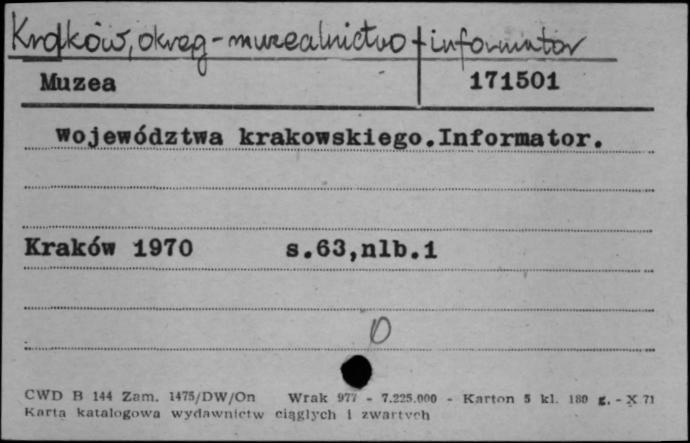 Kraków, okręg - muzealnictwo + informator
Muzea 171501
województwa krakowskiego.Informator.
Kraków 1970 s.63,nlb.1
0
CWD B 144 Zam. 1475/DW/On Wrak 977 - 7.225.000 - Karton 5 kl. 180 g. - X 71
Karta katalogowa wydawnictw ciągłych i zwartych